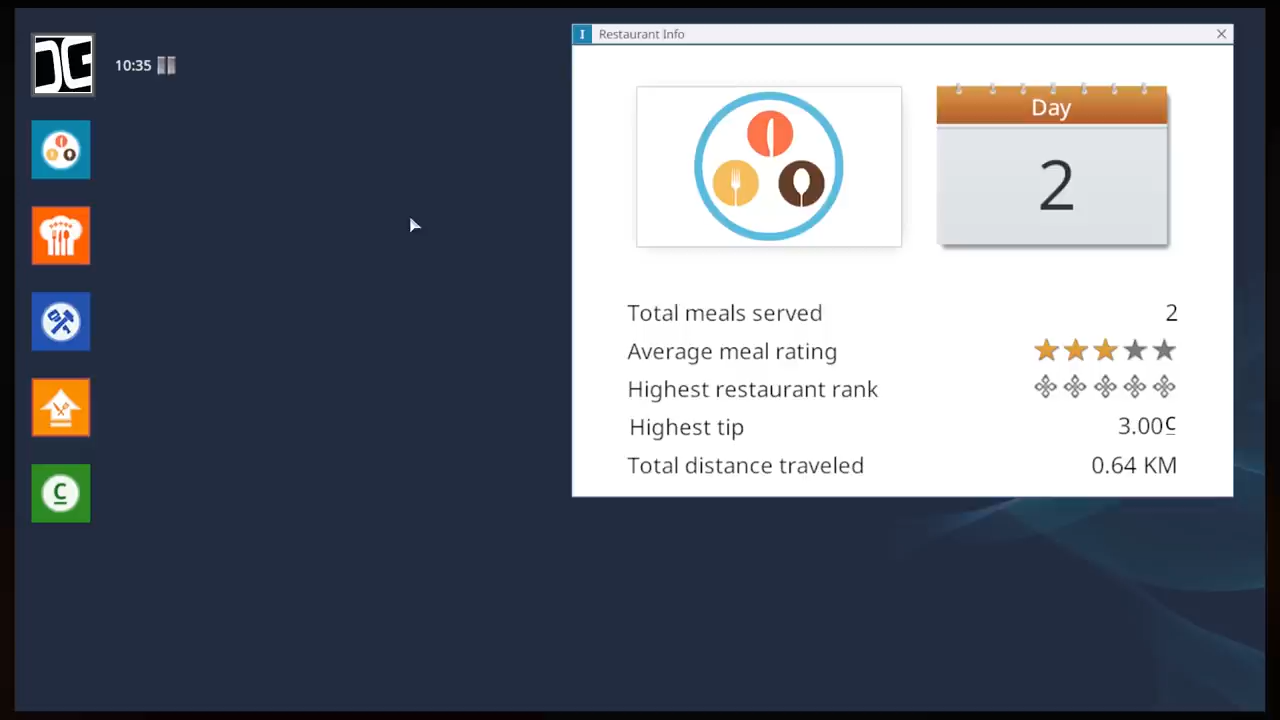 10:35
I Restaurant Info
Day
2
Total meals served 2
Average meal rating
Highest restaurant rank
Highest tip 3.00C̲
Total distance traveled 0.64 KM
C̲